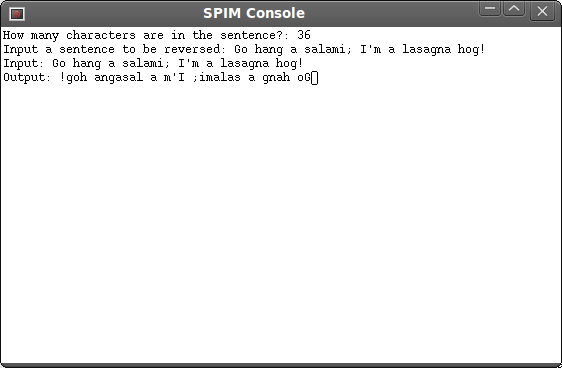 SPIM Console
How many characters are in the sentence?: 36
Input a sentence to be reversed: Go hang a salami; I'm a lasagna hog!
Input: Go hang a salami; I'm a lasagna hog!
Output: !goh angasal a m'I ;imalas a gnah oG